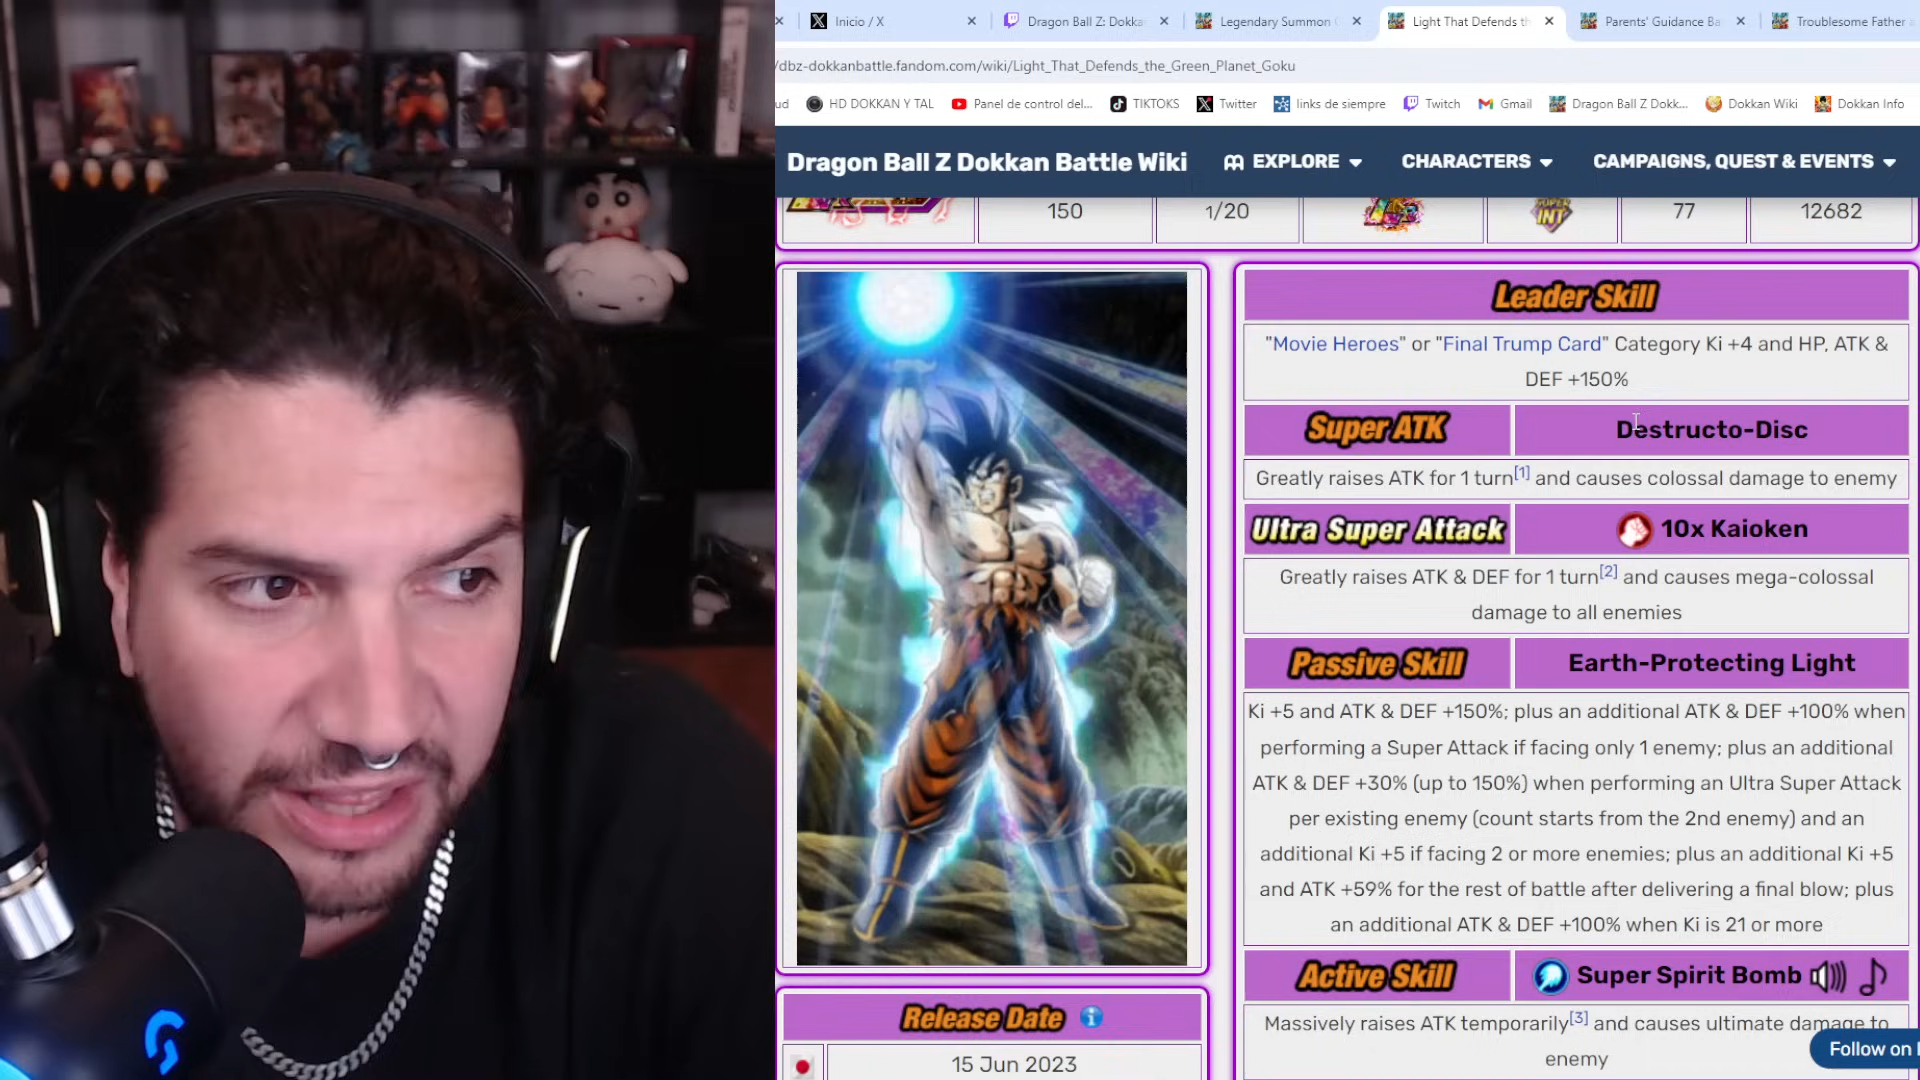 Inicio / X
Dragon Ball Z: Dokka
Legendary Summon
Light That Defends th
Parents' Guidance Ba
Troublesome Father
/dbz-dokkanbattle.fandom.com/wiki/Light_That_Defends_the_Green_Planet_Goku
ud
HD DOKKAN Y TAL
Panel de control del...
TIKTOKS
Twitter
links de siempre
Twitch
Gmail
Dragon Ball Z Dokk...
Dokkan Wiki
Dokkan Info
Dragon Ball Z Dokkan Battle Wiki
EXPLORE
CHARACTERS
CAMPAIGNS, QUEST & EVENTS
150
1/20
SUPER INT
77
12682
Leader Skill
"Movie Heroes" or "Final Trump Card" Category Ki +4 and HP, ATK &
DEF +150%
Super ATK
Destructo-Disc
Greatly raises ATK for 1 turn[1] and causes colossal damage to enemy
Ultra Super Attack
10x Kaioken
Greatly raises ATK & DEF for 1 turn[2] and causes mega-colossal
damage to all enemies
Passive Skill
Earth-Protecting Light
Ki +5 and ATK & DEF +150%; plus an additional ATK & DEF +100% when
performing a Super Attack if facing only 1 enemy; plus an additional
ATK & DEF +30% (up to 150%) when performing an Ultra Super Attack
per existing enemy (count starts from the 2nd enemy) and an
additional Ki +5 if facing 2 or more enemies; plus an additional Ki +5
and ATK +59% for the rest of battle after delivering a final blow; plus
an additional ATK & DEF +100% when Ki is 21 or more
Active Skill
Super Spirit Bomb
Massively raises ATK temporarily[3] and causes ultimate damage to
enemy
Release Date
15 Jun 2023
Follow on